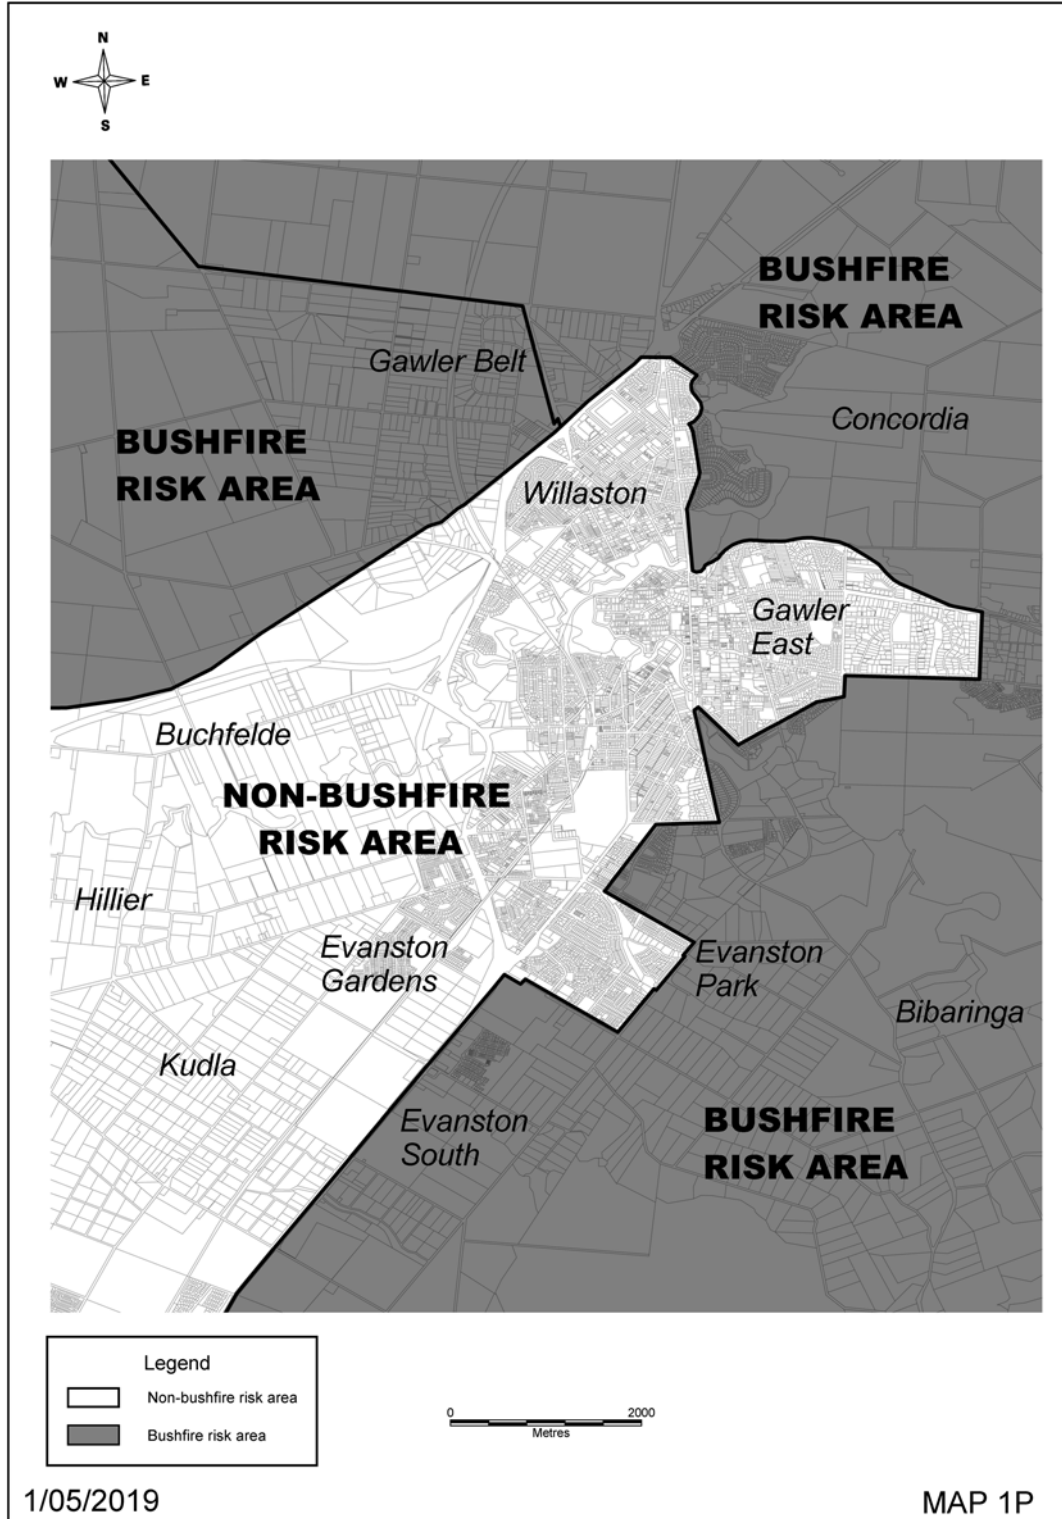 N
W E
S
BUSHFIRE
RISK AREA
Gawler Belt
Concordia
BUSHFIRE
RISK AREA
Willaston
Gawler
East
Buchfelde
NON-BUSHFIRE
RISK AREA
Hillier
Evanston
Gardens
Evanston
Park
Bibaringa
Kudla
Evanston
South
BUSHFIRE
RISK AREA
Legend
Non-bushfire risk area
Bushfire risk area
0 2000
Metres
1/05/2019
MAP 1P